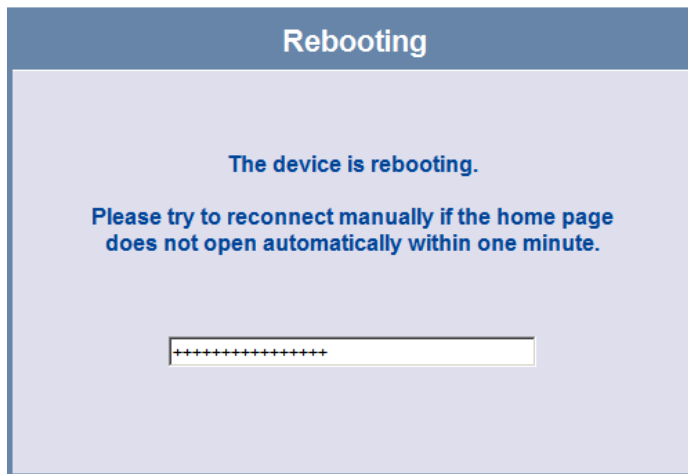 Rebooting
The device is rebooting.
Please try to reconnect manually if the home page
does not open automatically within one minute.
++++++++++++++++